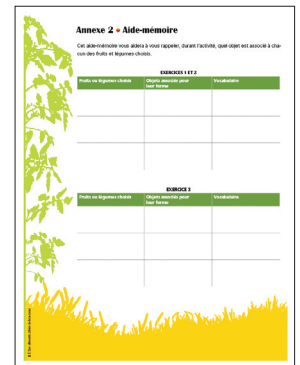 Annexe 2 • Aide-mémoire
Cet aide-mémoire vous aidera à vous rappeler, durant l'activité, quel objet est associé à cha-
cun des fruits et légumes choisis.
EXERCICES 1 ET 2
Fruits ou légumes choisis Objets associés pour leur forme Vocabulaire
EXERCICE 3
Fruits ou légumes choisis Objets associés pour leur forme Vocabulaire